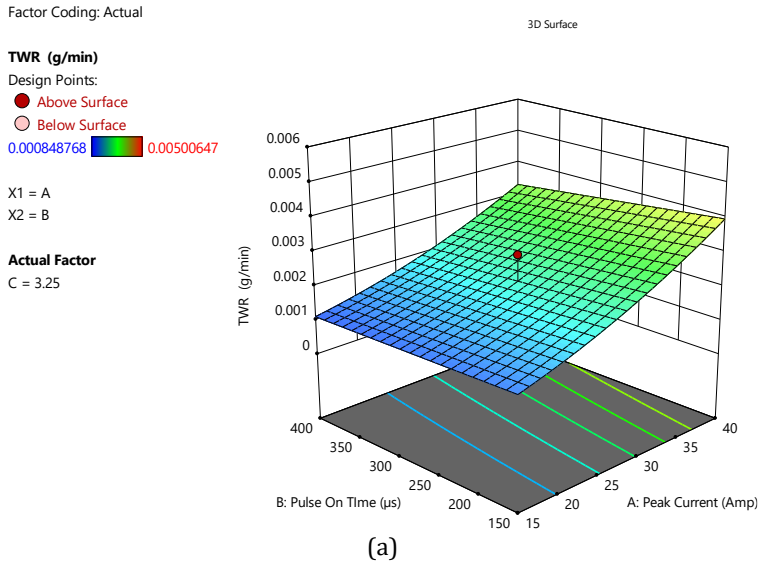 Factor Coding: Actual
3D Surface
TWR (g/min)
Design Points:
Above Surface
Below Surface
0.000848768 0.00500647
X1 = A
X2 = B
Actual Factor
C = 3.25
0.006
0.005
0.004
0.003
0.002
0.001
0
TWR (g/min)
400
350
300
250
200
150
B: Pulse On TIme (µs)
15
20
25
30
35
40
A: Peak Current (Amp)
(a)